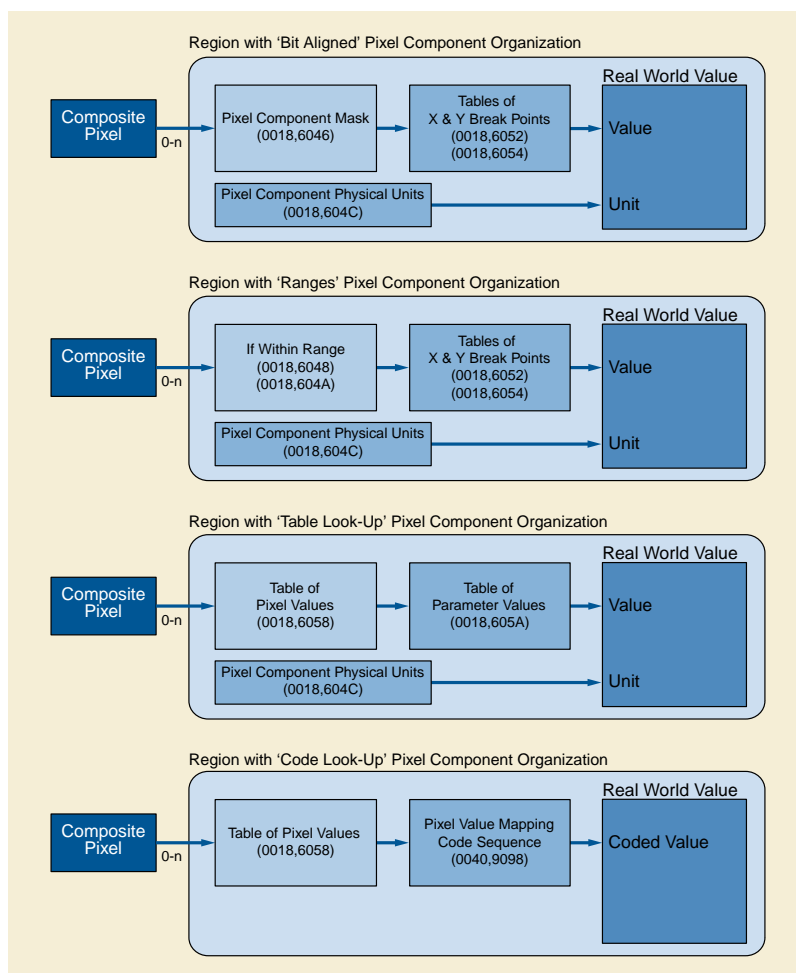 Region with ‘Bit Aligned’ Pixel Component Organization
Real World Value
Composite
Pixel
0-n
Pixel Component Mask
(0018,6046)
Tables of
X & Y Break Points
(0018,6052)
(0018,6054)
Value
Pixel Component Physical Units
(0018,604C)
Unit
Region with ‘Ranges’ Pixel Component Organization
Real World Value
Composite
Pixel
0-n
If Within Range
(0018,6048)
(0018,604A)
Tables of
X & Y Break Points
(0018,6052)
(0018,6054)
Value
Pixel Component Physical Units
(0018,604C)
Unit
Region with ‘Table Look-Up’ Pixel Component Organization
Real World Value
Composite
Pixel
0-n
Table of
Pixel Values
(0018,6058)
Table of
Parameter Values
(0018,605A)
Value
Pixel Component Physical Units
(0018,604C)
Unit
Region with ‘Code Look-Up’ Pixel Component Organization
Real World Value
Composite
Pixel
0-n
Table of Pixel Values
(0018,6058)
Pixel Value Mapping
Code Sequence
(0040,9098)
Coded Value